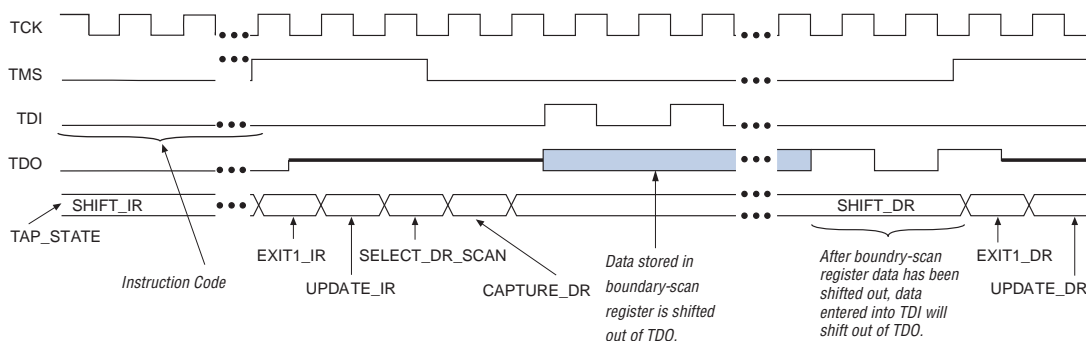 TCK
TMS
TDI
TDO
SHIFT_IR
SHIFT_DR
TAP_STATE
EXIT1_IR
SELECT_DR_SCAN
EXIT1_DR
Instruction Code
UPDATE_IR
CAPTURE_DR
UPDATE_DR
Data stored in
boundary-scan
register is shifted
out of TDO.
After boundry-scan
register data has been
shifted out, data
entered into TDI will
shift out of TDO.